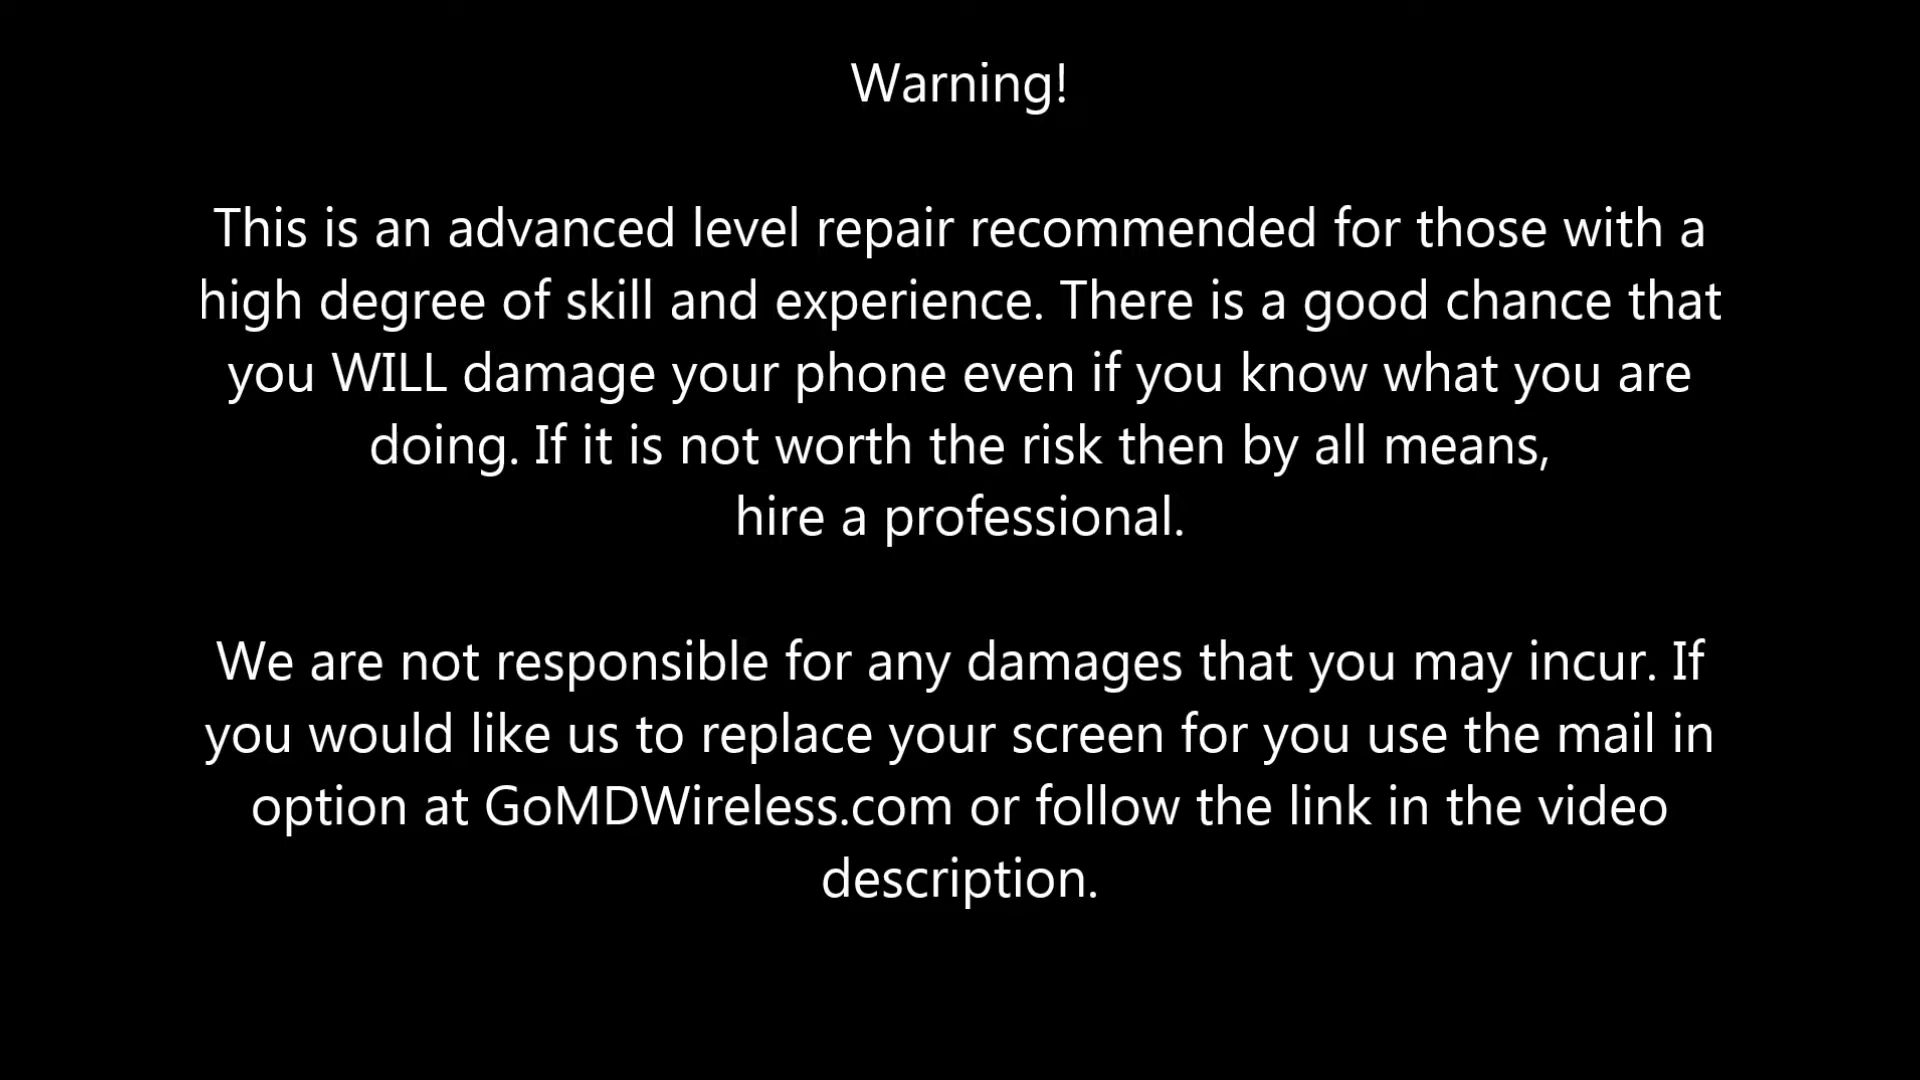 Warning!
This is an advanced level repair recommended for those with a
high degree of skill and experience. There is a good chance that
you WILL damage your phone even if you know what you are
doing. If it is not worth the risk then by all means,
hire a professional.
We are not responsible for any damages that you may incur. If
you would like us to replace your screen for you use the mail in
option at GoMDWireless.com or follow the link in the video
description.